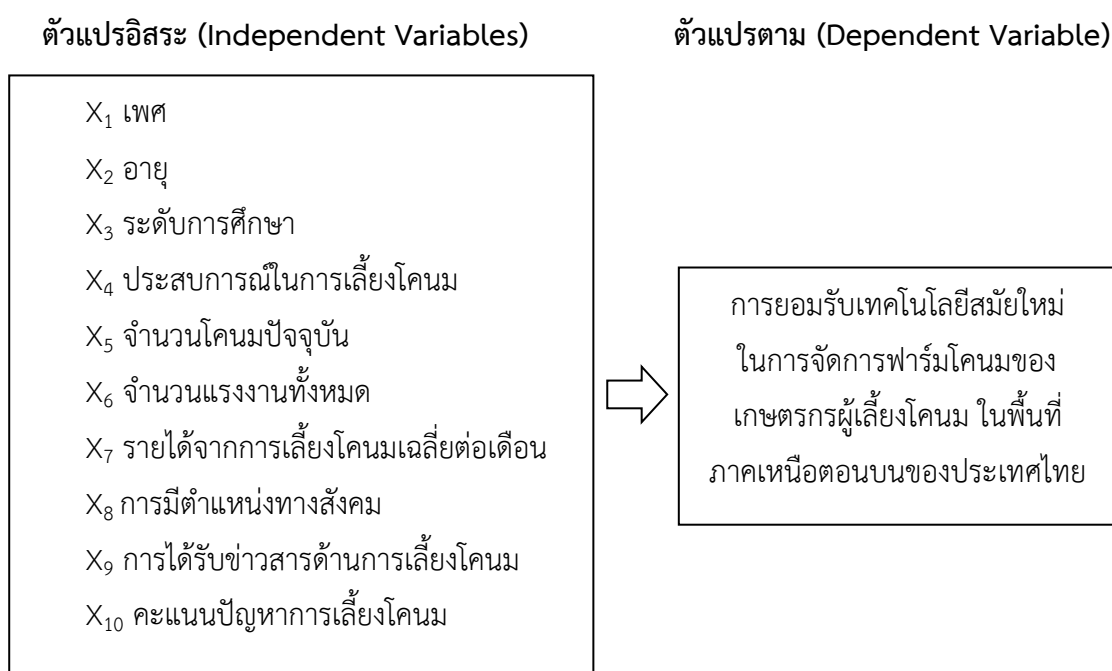 ตัวแปรอิสระ (Independent Variables)
ตัวแปรตาม (Dependent Variable)
X₁ เพศ
X₂ อายุ
X₃ ระดับการศึกษา
X₄ ประสบการณ์ในการเลี้ยงโคนม
X₅ จำนวนโคนมปัจจุบัน
X₆ จำนวนแรงงานทั้งหมด
X₇ รายได้จากการเลี้ยงโคนมเฉลี่ยต่อเดือน
X₈ การมีตำแหน่งทางสังคม
X₉ การได้รับข่าวสารด้านการเลี้ยงโคนม
X₁₀ คะแนนปัญหาการเลี้ยงโคนม
การยอมรับเทคโนโลยีสมัยใหม่
ในการจัดการฟาร์มโคนมของ
เกษตรกรผู้เลี้ยงโคนม ในพื้นที่
ภาคเหนือตอนบนของประเทศไทย